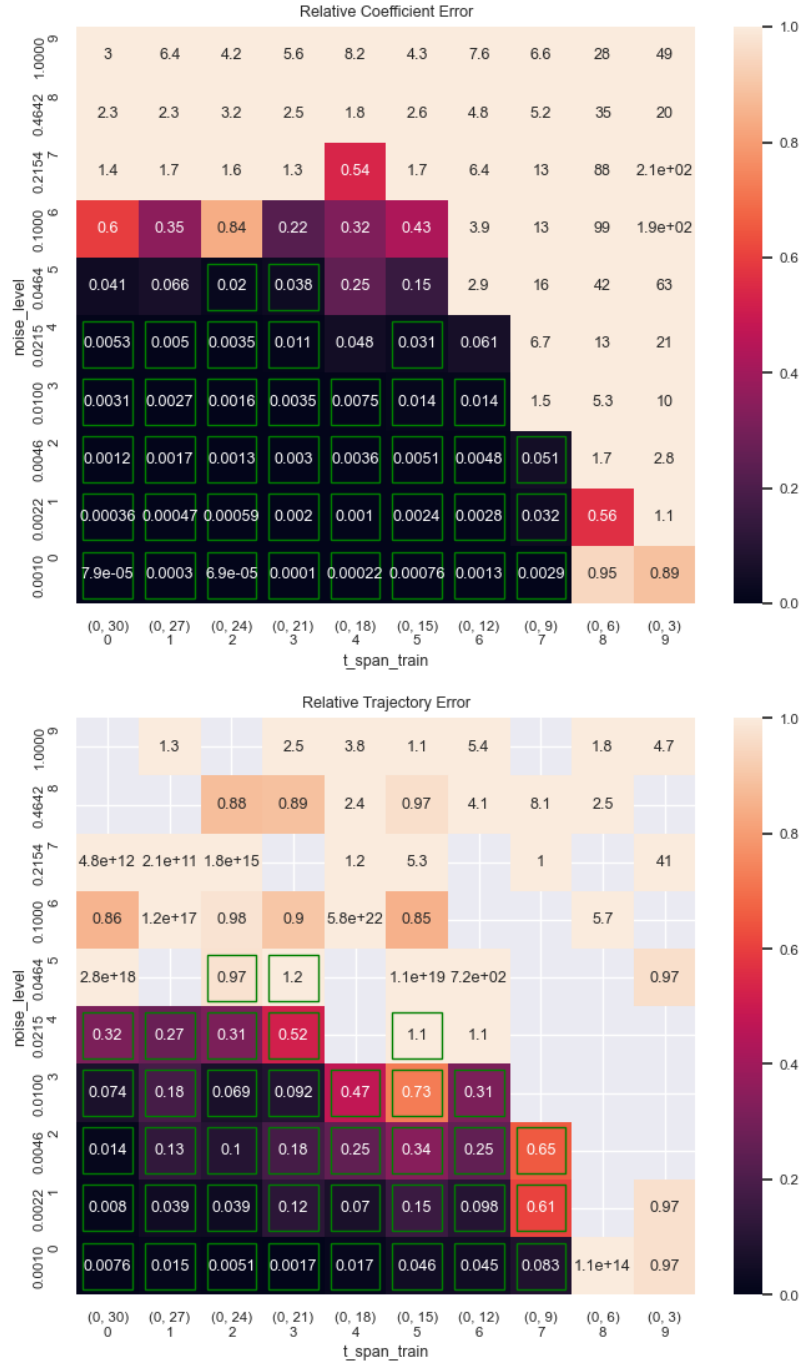 Relative Coefficient Error
1.0000 9 3 6.4 4.2 5.6 8.2 4.3 7.6 6.6 28 49
0.4642 8 2.3 2.3 3.2 2.5 1.8 2.6 4.8 5.2 35 20
0.2154 7 1.4 1.7 1.6 1.3 0.54 1.7 6.4 13 88 2.1e+02
0.1000 6 0.6 0.35 0.84 0.22 0.32 0.43 3.9 13 99 1.9e+02
0.0464 5 0.041 0.066 0.02 0.038 0.25 0.15 2.9 16 42 63
0.0215 4 0.0053 0.005 0.0035 0.011 0.048 0.031 0.061 6.7 13 21
0.0100 3 0.0031 0.0027 0.0016 0.0035 0.0075 0.014 0.014 1.5 5.3 10
0.0046 2 0.0012 0.0017 0.0013 0.003 0.0036 0.0051 0.0048 0.051 1.7 2.8
0.0022 1 0.00036 0.00047 0.00059 0.002 0.001 0.0024 0.0028 0.032 0.56 1.1
0.0010 0 7.9e-05 0.0003 6.9e-05 0.0001 0.00022 0.00076 0.0013 0.0029 0.95 0.89
noise_level
(0, 30) (0, 27) (0, 24) (0, 21) (0, 18) (0, 15) (0, 12) (0, 9) (0, 6) (0, 3)
0 1 2 3 4 5 6 7 8 9
t_span_train
1.0
0.8
0.6
0.4
0.2
0.0
Relative Trajectory Error
1.0000 9 1.3 2.5 3.8 1.1 5.4 1.8 4.7
0.4642 8 0.88 0.89 2.4 0.97 4.1 8.1 2.5
0.2154 7 4.8e+12 2.1e+11 1.8e+15 1.2 5.3 1 41
0.1000 6 0.86 1.2e+17 0.98 0.9 5.8e+22 0.85 5.7
0.0464 5 2.8e+18 0.97 1.2 1.1e+19 7.2e+02 0.97
0.0215 4 0.32 0.27 0.31 0.52 1.1 1.1
0.0100 3 0.074 0.18 0.069 0.092 0.47 0.73 0.31
0.0046 2 0.014 0.13 0.1 0.18 0.25 0.34 0.25 0.65
0.0022 1 0.008 0.039 0.039 0.12 0.07 0.15 0.098 0.61 0.97
0.0010 0 0.0076 0.015 0.0051 0.0017 0.017 0.046 0.045 0.083 1.1e+14 0.97
noise_level
(0, 30) (0, 27) (0, 24) (0, 21) (0, 18) (0, 15) (0, 12) (0, 9) (0, 6) (0, 3)
0 1 2 3 4 5 6 7 8 9
t_span_train
1.0
0.8
0.6
0.4
0.2
0.0